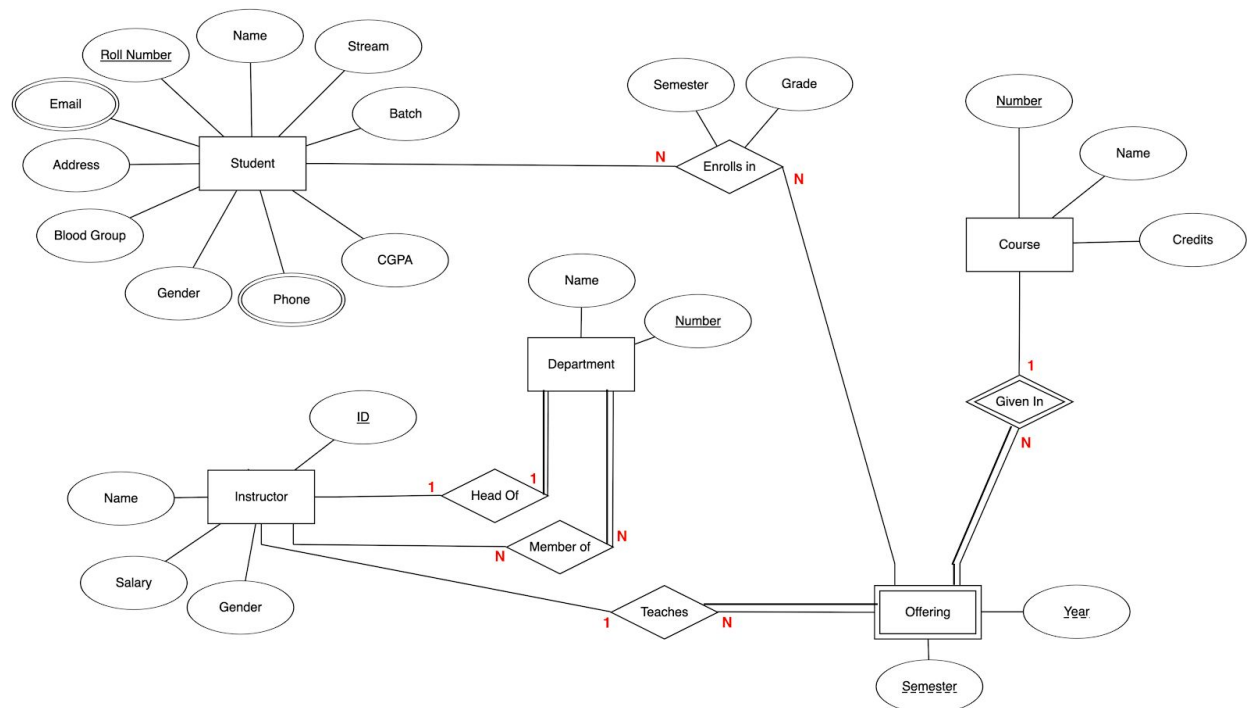 Name
Stream
Roll Number
Semester
Grade
Email
Batch
Number
Address
Student
N
Enrolls in
N
Name
Blood Group
CGPA
Course
Credits
Gender
Phone
Name
Number
Department
1
Given In
N
ID
Name
Instructor
1
Head Of
1
N
Member of
N
Salary
Gender
1
Teaches
N
Offering
Year
Semester